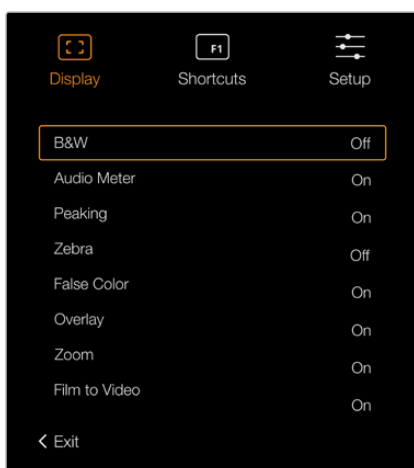 F1
Display Shortcuts Setup
B&W Off
Audio Meter On
Peaking On
Zebra Off
False Color On
Overlay On
Zoom On
Film to Video On
Exit